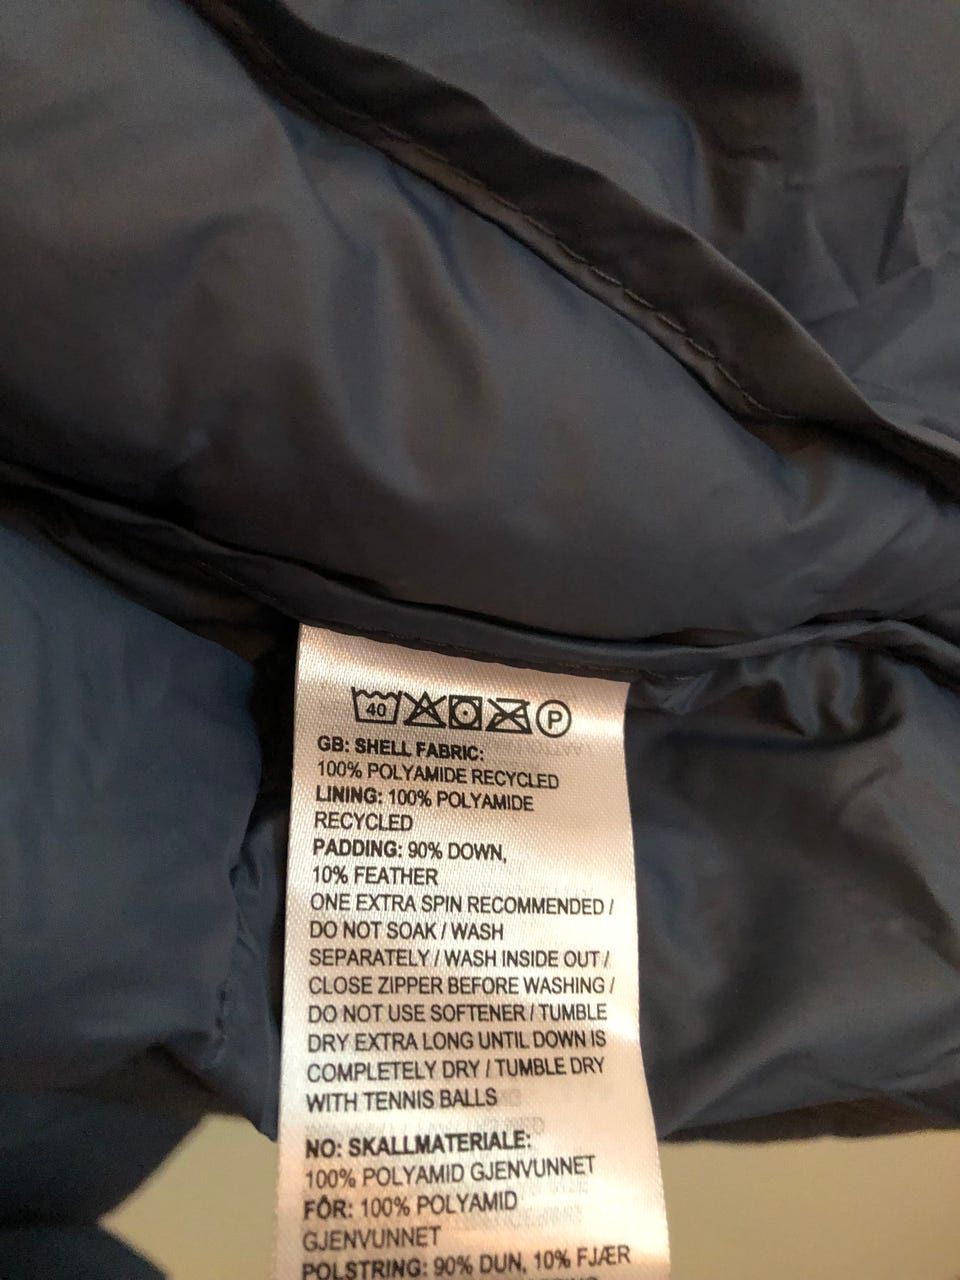 40 P
GB: SHELL FABRIC:
100% POLYAMIDE RECYCLED
LINING: 100% POLYAMIDE
RECYCLED
PADDING: 90% DOWN,
10% FEATHER
ONE EXTRA SPIN RECOMMENDED /
DO NOT SOAK / WASH
SEPARATELY / WASH INSIDE OUT /
CLOSE ZIPPER BEFORE WASHING /
DO NOT USE SOFTENER / TUMBLE
DRY EXTRA LONG UNTIL DOWN IS
COMPLETELY DRY / TUMBLE DRY
WITH TENNIS BALLS
NO: SKALLMATERIALE:
100% POLYAMID GJENVUNNET
FÔR: 100% POLYAMID
GJENVUNNET
POLSTRING: 90% DUN, 10% FJÆR